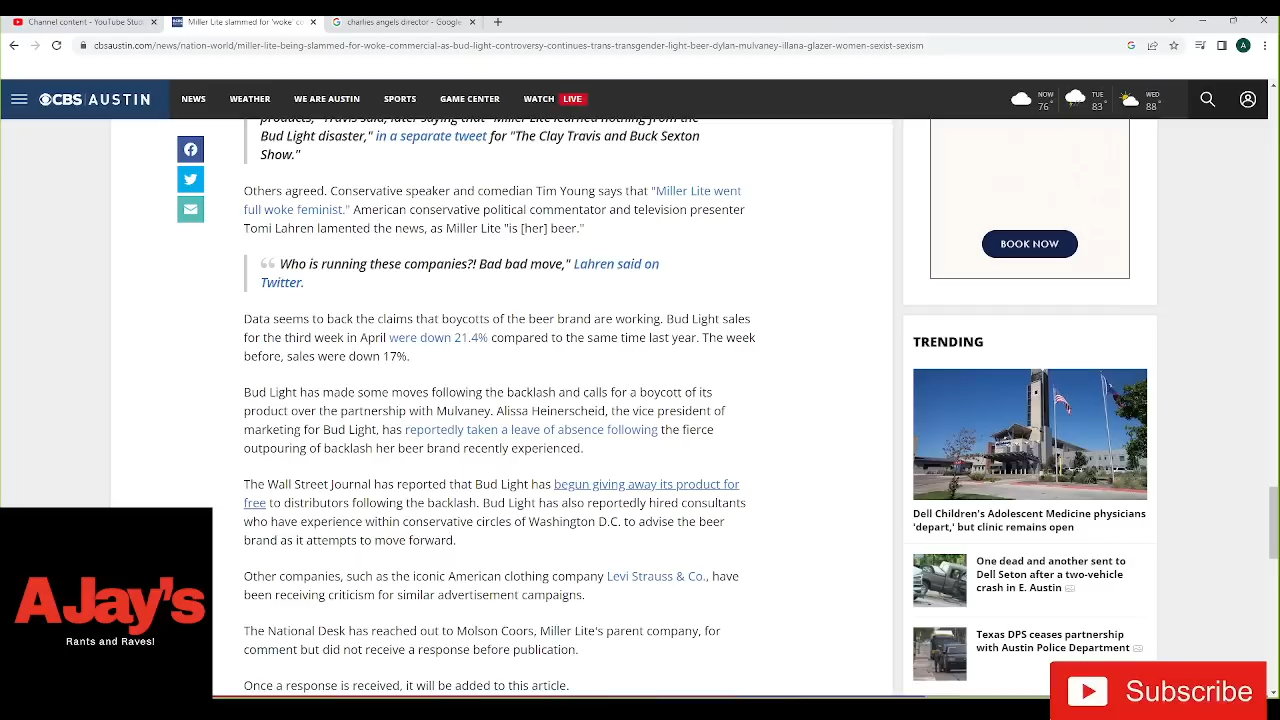 Channel content - YouTube Stud
Miller Lite slammed for 'woke' com
charlies angels director - Google
cbsaustin.com/news/nation-world/miller-lite-being-slammed-for-woke-commercial-as-bud-light-controversy-continues-trans-transgender-light-beer-dylan-mulvaney-illana-glazer-women-sexist-sexism
A
CBS AUSTIN
NEWS
WEATHER
WE ARE AUSTIN
SPORTS
GAME CENTER
WATCH LIVE
NOW 76°
TUE 83°
WED 88°
products," Travis said, later saying that "Miller Lite learned nothing from the
Bud Light disaster," in a separate tweet for "The Clay Travis and Buck Sexton
Show."
Others agreed. Conservative speaker and comedian Tim Young says that "Miller Lite went
full woke feminist." American conservative political commentator and television presenter
Tomi Lahren lamented the news, as Miller Lite "is [her] beer."
Who is running these companies?! Bad bad move," Lahren said on
Twitter.
Data seems to back the claims that boycotts of the beer brand are working. Bud Light sales
for the third week in April were down 21.4% compared to the same time last year. The week
before, sales were down 17%.
Bud Light has made some moves following the backlash and calls for a boycott of its
product over the partnership with Mulvaney. Alissa Heinerscheid, the vice president of
marketing for Bud Light, has reportedly taken a leave of absence following the fierce
outpouring of backlash her beer brand recently experienced.
The Wall Street Journal has reported that Bud Light has begun giving away its product for
free to distributors following the backlash. Bud Light has also reportedly hired consultants
who have experience within conservative circles of Washington D.C. to advise the beer
brand as it attempts to move forward.
Other companies, such as the iconic American clothing company Levi Strauss & Co., have
been receiving criticism for similar advertisement campaigns.
The National Desk has reached out to Molson Coors, Miller Lite's parent company, for
comment but did not receive a response before publication.
Once a response is received, it will be added to this article.
BOOK NOW
TRENDING
Dell Children's Adolescent Medicine physicians
'depart,' but clinic remains open
One dead and another sent to
Dell Seton after a two-vehicle
crash in E. Austin
Texas DPS ceases partnership
with Austin Police Department
AJay's
Rants and Raves!
Subscribe